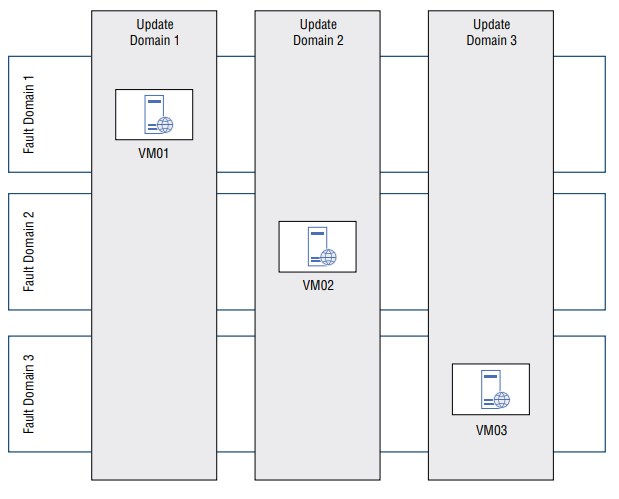 Update
Domain 1
Update
Domain 2
Update
Domain 3
Fault Domain 1
VM01
Fault Domain 2
VM02
Fault Domain 3
VM03